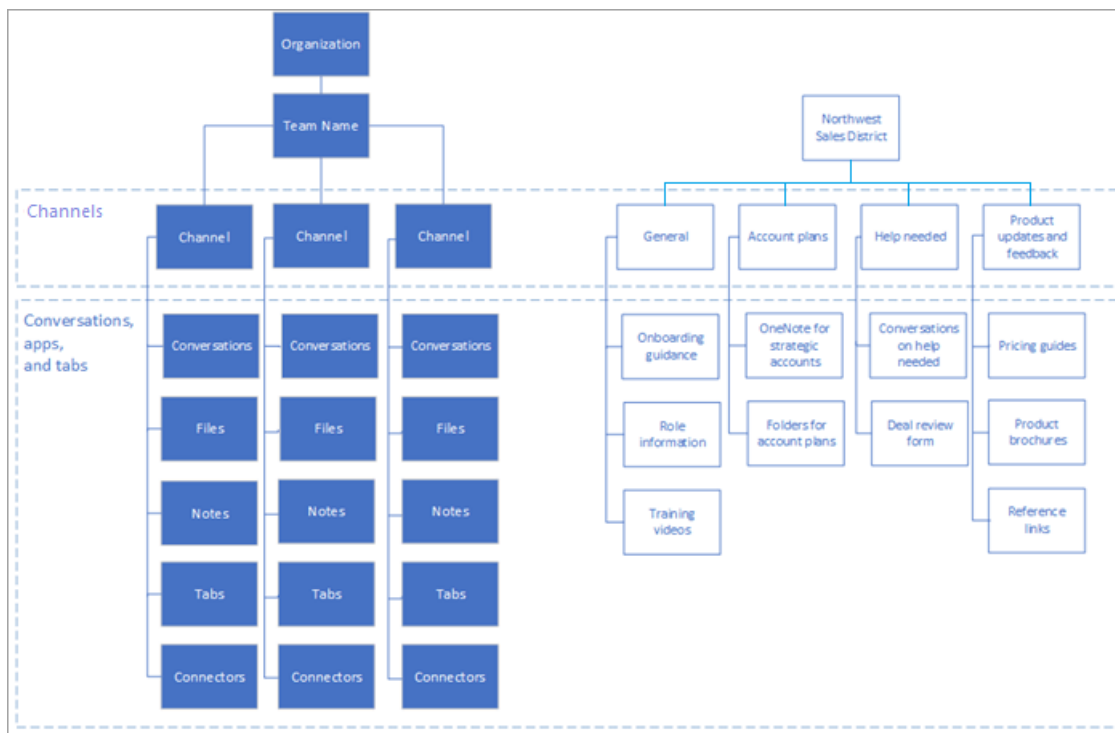 Organization
Team Name
Northwest
Sales District
Channels
Channel
Channel
Channel
General
Account plans
Help needed
Product
updates and
feedback
Conversations,
apps,
and tabs
Conversations
Conversations
Conversations
Onboarding
guidance
OneNote for
strategic
accounts
Conversations
on help
needed
Pricing guides
Files
Files
Files
Role
information
Folders for
account plans
Deal review
form
Product
brochures
Notes
Notes
Notes
Training
videos
Reference
links
Tabs
Tabs
Tabs
Connectors
Connectors
Connectors